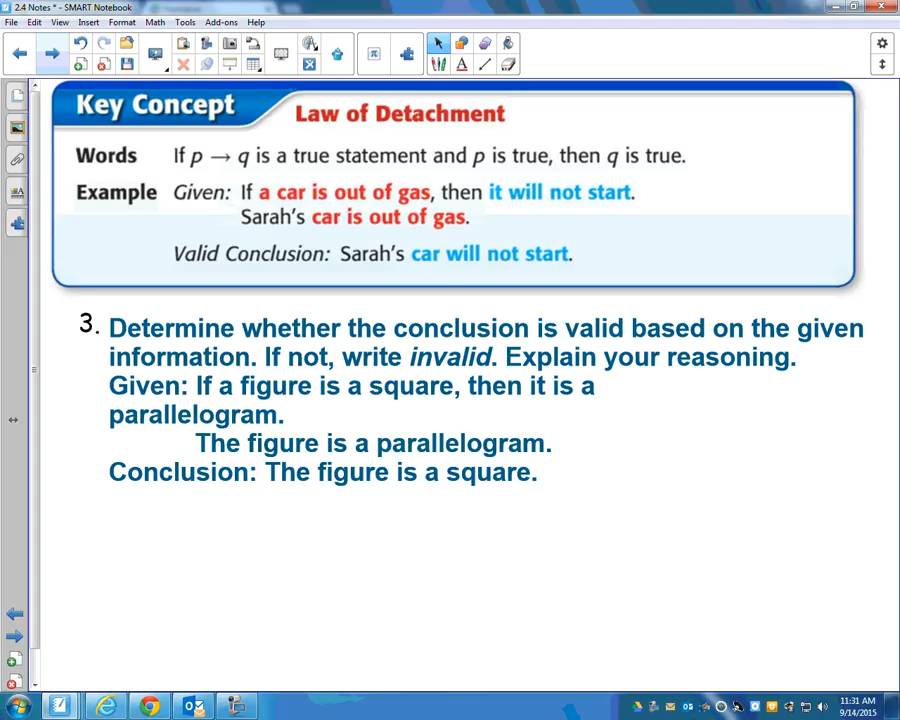 2.4 Notes * - SMART Notebook
File Edit View Insert Format Math Tools Add-ons Help
Key Concept Law of Detachment
Words If p → q is a true statement and p is true, then q is true.
Example Given: If a car is out of gas, then it will not start.
Sarah's car is out of gas.
Valid Conclusion: Sarah's car will not start.
3. Determine whether the conclusion is valid based on the given
information. If not, write invalid. Explain your reasoning.
Given: If a figure is a square, then it is a
parallelogram.
The figure is a parallelogram.
Conclusion: The figure is a square.
11:31 AM
9/14/2015